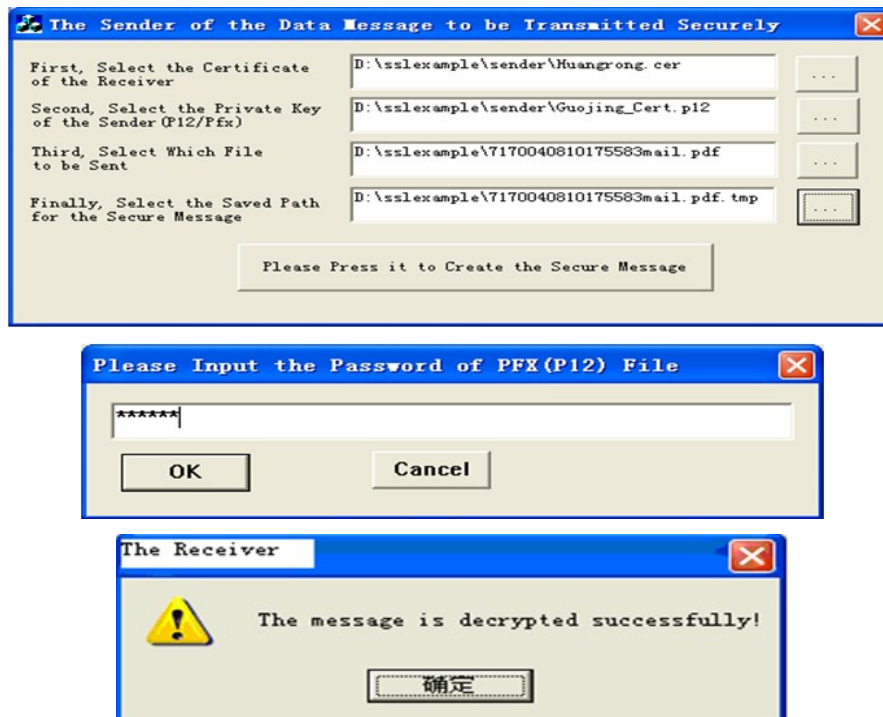 The Sender of the Data Message to be Transmitted Securely
First, Select the Certificate
of the Receiver
D:\sslexample\sender\Huangrong.cer
...
Second, Select the Private Key
of the Sender(P12/Pfx)
D:\sslexample\sender\Guojing_Cert.p12
...
Third, Select Which File
to be Sent
D:\sslexample\7170040810175583mail.pdf
...
Finally, Select the Saved Path
for the Secure Message
D:\sslexample\7170040810175583mail.pdf.tmp
...
Please Press it to Create the Secure Message
Please Input the Password of PFX(P12) File
******
OK
Cancel
The Receiver
The message is decrypted successfully!
确定